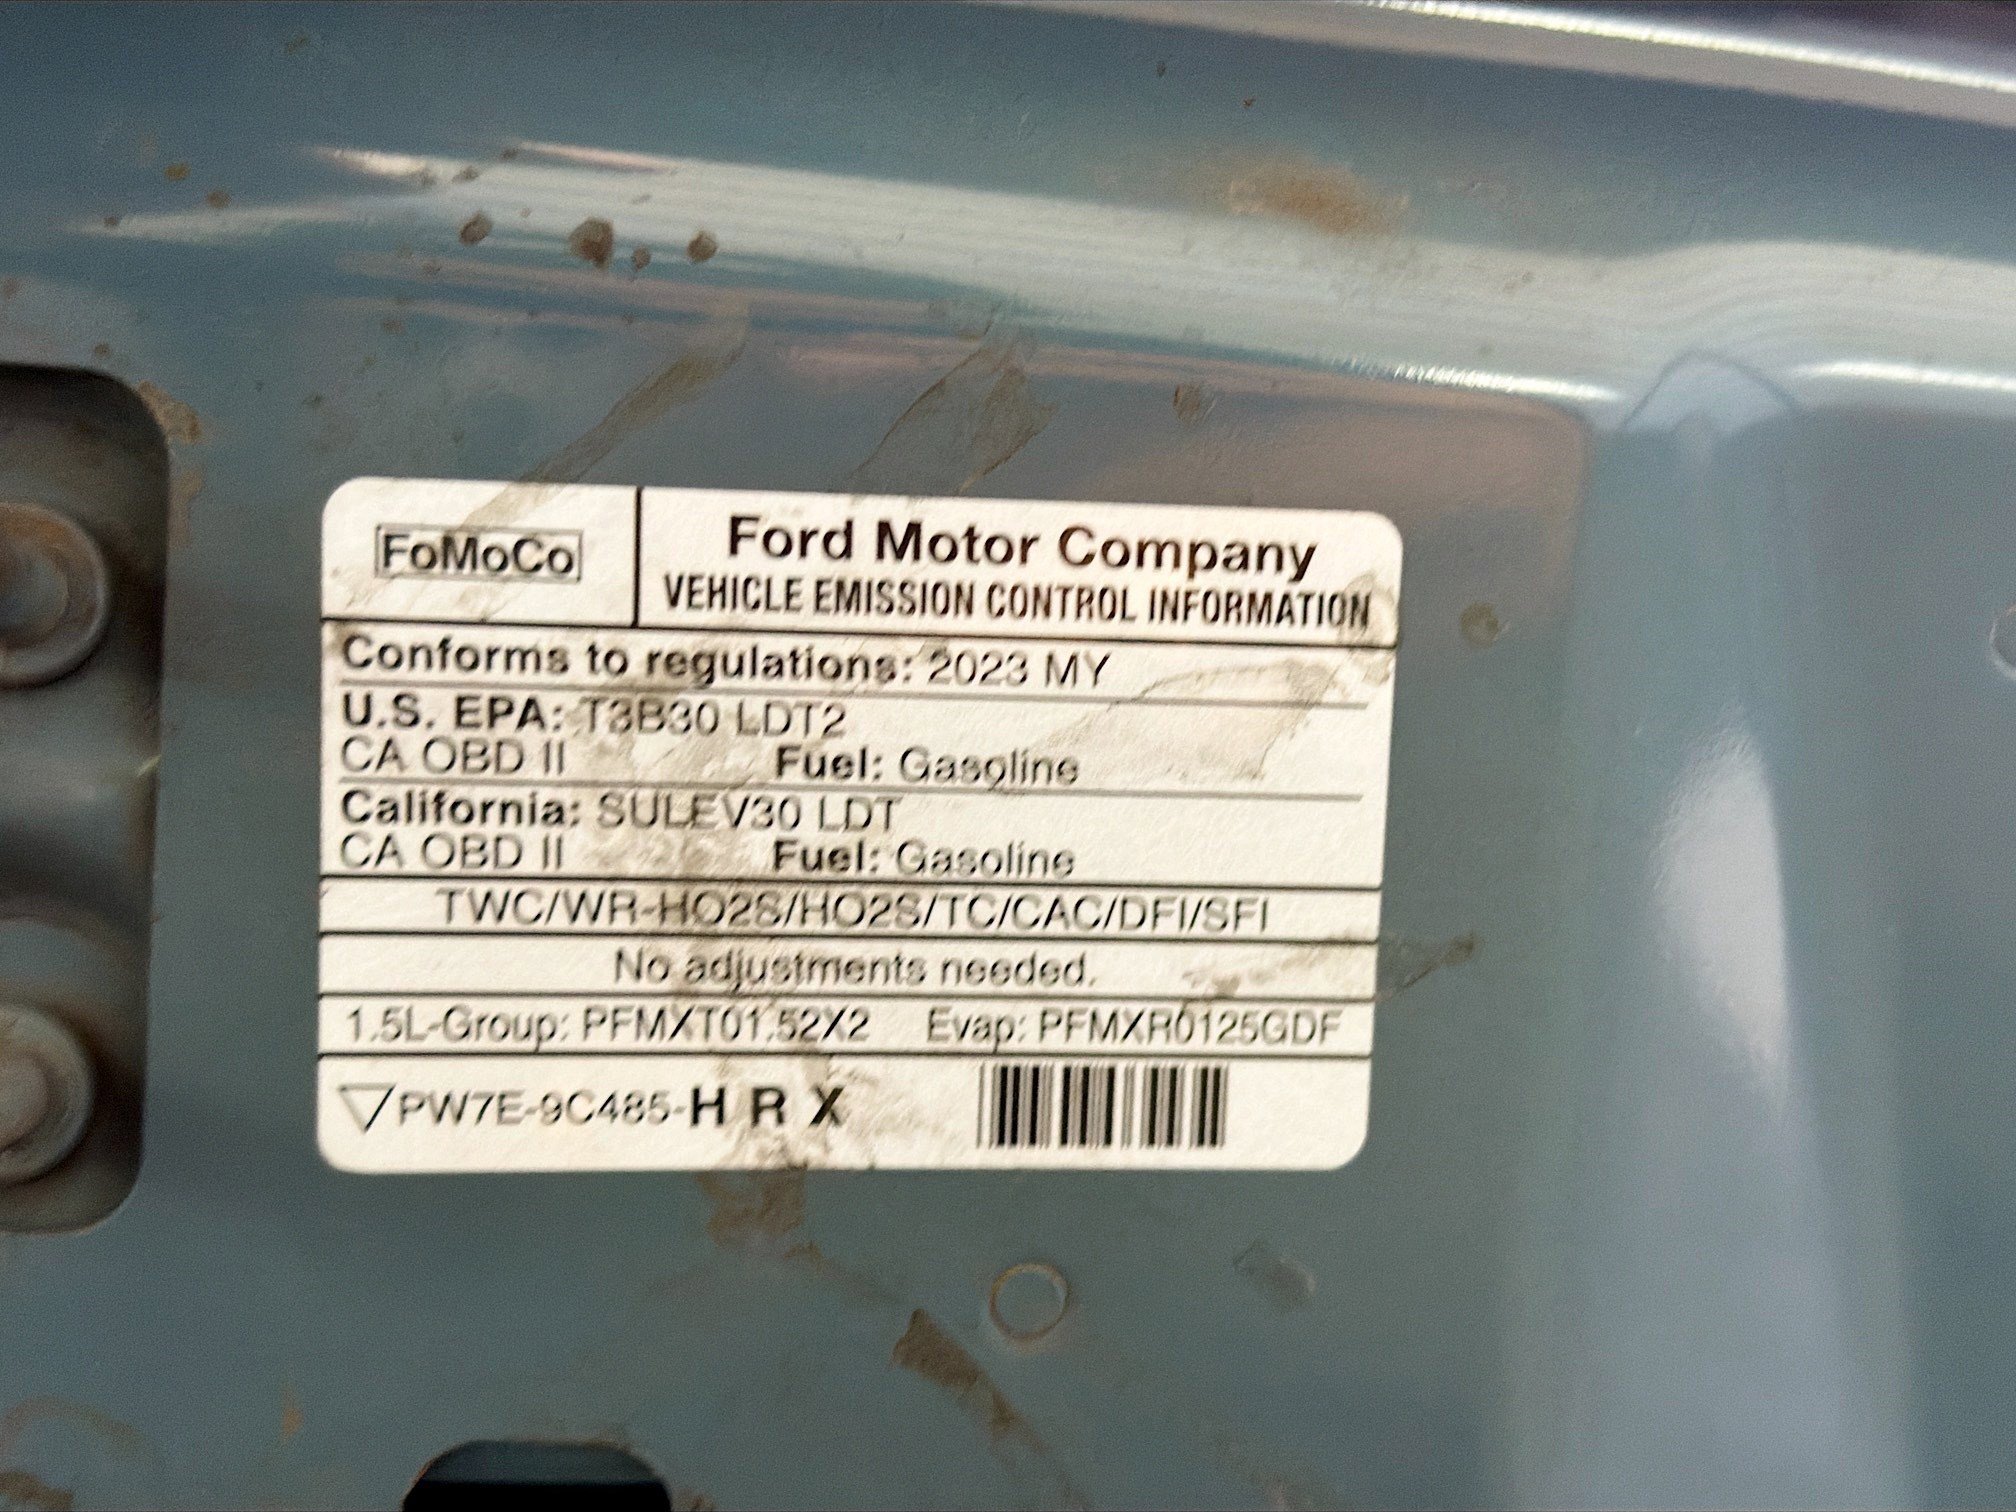 FoMoCo
Ford Motor Company
VEHICLE EMISSION CONTROL INFORMATION
Conforms to regulations: 2023 MY
U.S. EPA: T3B30 LDT2
CA OBD II Fuel: Gasoline
California: SULEV30 LDT
CA OBD II Fuel: Gasoline
TWC/WR-HO2S/HO2S/TC/CAC/DFI/SFI
No adjustments needed.
1.5L-Group: PFMXT01.52X2 Evap: PFMXR0125GDF
PW7E-9C485-H R X